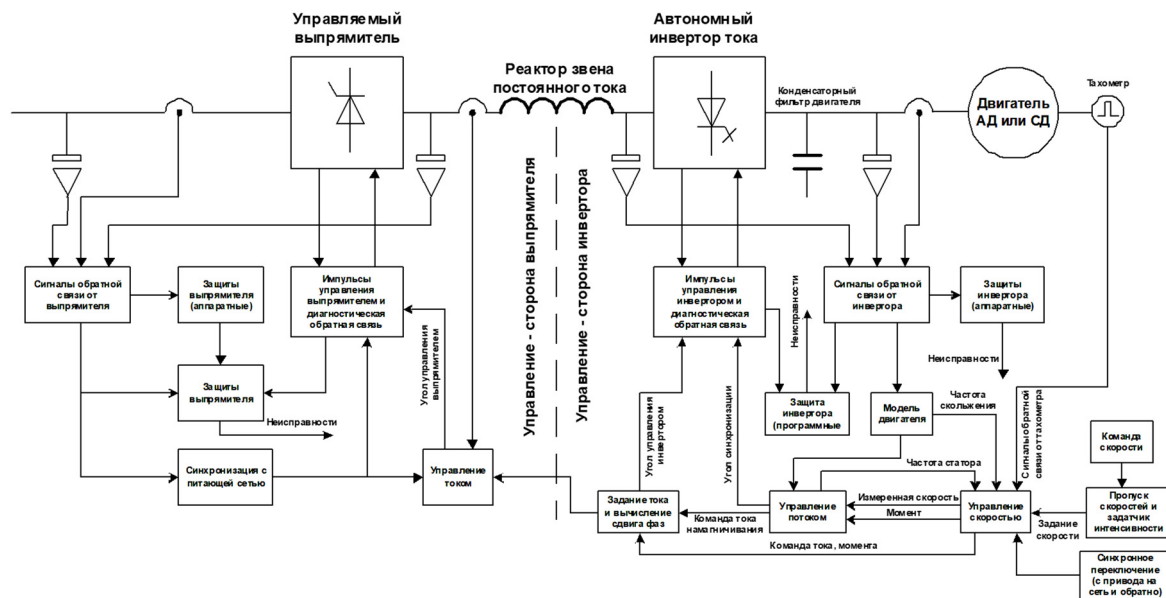 Управляемый
выпрямитель
Автономный
инвертор тока
Реактор звена
постоянного тока
Конденсаторный
фильтр двигателя
Двигатель
АД или СД
Тахометр
Управление - сторона выпрямителя
Управление - сторона инвертора
Сигналы обратной
связи от
выпрямителя
Защиты
выпрямителя
(аппаратные)
Импульсы
управления
выпрямителем и
диагностическая
обратная связь
Угол управления
выпрямителем
Защиты
выпрямителя
Неисправности
Синхронизация с
питающей сетью
Управление
током
Импульсы
управления
инвертором и
диагностическая
обратная связь
Неисправности
Сигналы обратной
связи от
инвертора
Защиты
инвертора
(аппаратные)
Неисправности
Угол управления
инвертором
Угол синхронизации
Защита
инвертора
(программные
Модель
двигателя
Частота
скольжения
Сигналы обратной
связи от тахометра
Команда
скорости
Частота статора
Задание тока
и вычисление
сдвига фаз
Команда тока
намагничивания
Управление
потоком
Измеренная скорость
Момент
Управление
скоростью
Задание
скорости
Пропуск
скоростей и
задатчик
интенсивности
Команда тока, момента
Синхронное
переключение
(с привода на
сеть и обратно)